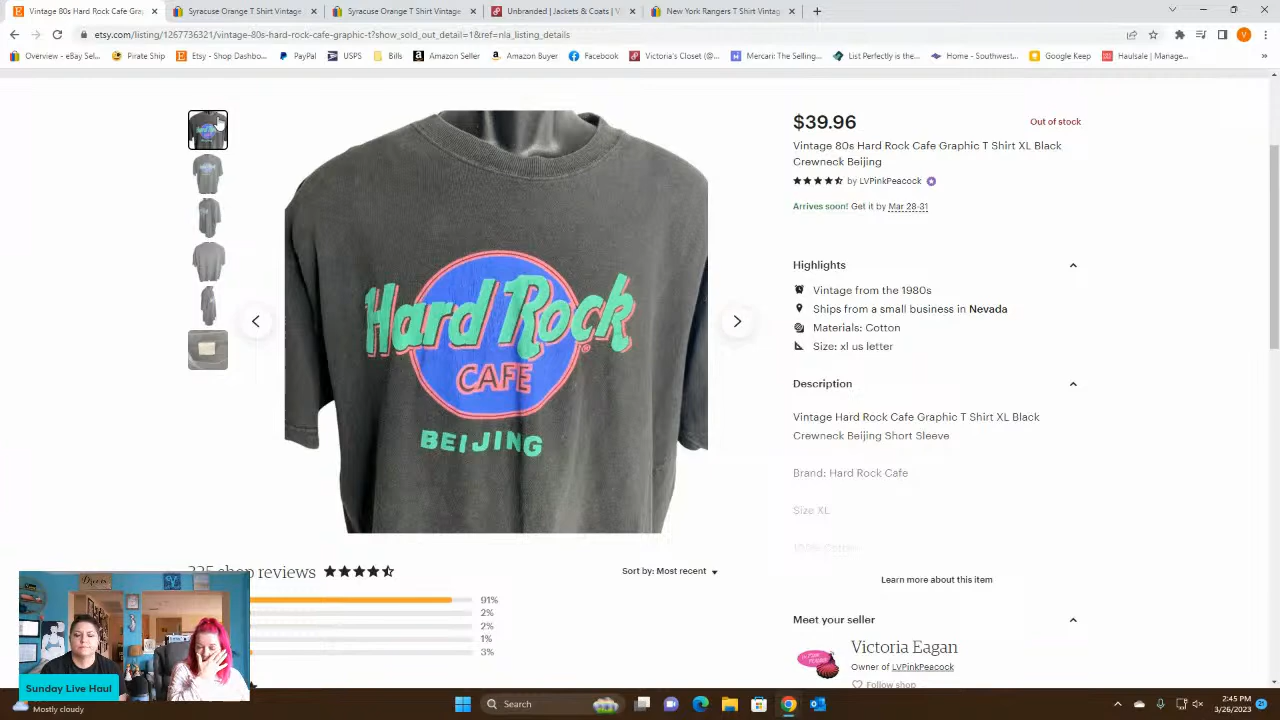 Vintage 80s Hard Rock Cafe Gra
Syracuse Orange T Shirt Vintage
Syracuse Orange T Shirt Vintage
Unbranded | Jackets & Coats | V
New York Rangers T Shirt Vintag
etsy.com/listing/1267736321/vintage-80s-hard-rock-cafe-graphic-t?show_sold_out_detail=1&ref=nla_listing_details
V
Overview - eBay Sel...
Pirate Ship
Etsy - Shop Dashbo...
PayPal
USPS
Bills
Amazon Seller
Amazon Buyer
Facebook
Victoria's Closet (@...
Mercari: The Selling...
List Perfectly is the...
Home - Southwest...
Google Keep
Haulsale | Manage...
»
Hard Rock
CAFE
BEIJING
$39.96
Out of stock
Vintage 80s Hard Rock Cafe Graphic T Shirt XL Black
Crewneck Beijing
by LVPinkPeacock
Arrives soon! Get it by Mar 28-31
Highlights
Vintage from the 1980s
Ships from a small business in Nevada
Materials: Cotton
Size: xl us letter
Description
Vintage Hard Rock Cafe Graphic T Shirt XL Black
Crewneck Beijing Short Sleeve
Brand: Hard Rock Cafe
Size XL
100% Cotton
Learn more about this item
Meet your seller
Victoria Eagan
Owner of LVPinkPeacock
Follow shop
reviews
Sort by: Most recent
91%
2%
2%
1%
3%
Sunday Live Haul
Mostly cloudy
Search
2:45 PM
3/26/2023